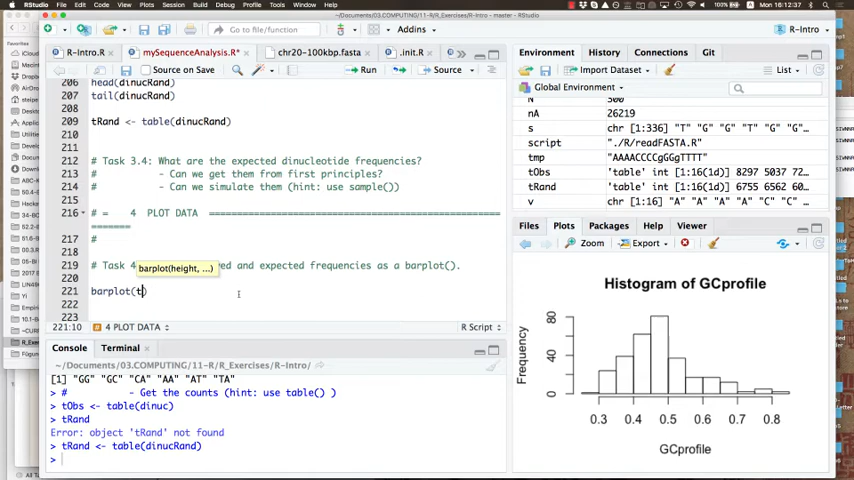 RStudio File Edit Code View Plots Session Build Debug Profile Tools Window Help Mon 16:12:37
~/Documents/03.COMPUTING/11-R/R_Exercises/R-Intro - master - RStudio
Go to file/function Addins R-Intro
R-Intro.R mySequenceAnalysis.R* chr20-100kbp.fasta .init.R
Source on Save Run Source
206 head(dinucRand)
207 tail(dinucRand)
208
209 tRand <- table(dinucRand)
210
211
212 # Task 3.4: What are the expected dinucleotide frequencies?
213 # - Can we get them from first principles?
214 # - Can we simulate them (hint: use sample())
215
216 # = 4 PLOT DATA
217 #
219 # Task 4 ed and expected frequencies as a barplot().
barplot(height, ...)
220
221 barplot(t)
222
223
221:10 4 PLOT DATA R Script
Console Terminal
~/Documents/03.COMPUTING/11-R/R_Exercises/R-Intro/
[1] "GG" "GC" "CA" "AA" "AT" "TA"
> # - Get the counts (hint: use table() )
> tObs <- table(dinuc)
> tRand
Error: object 'tRand' not found
> tRand <- table(dinucRand)
>
Environment History Connections Git
Import Dataset List
Global Environment
N 500
nA 26219
s chr [1:336] "T" "G" "G" "T" "G"…
script "./R/readFASTA.R"
tmp "AAAACCCCgGGgTTTT"
tObs 'table' int [1:16(1d)] 8297 5037 72…
tRand 'table' int [1:16(1d)] 6755 6562 60…
v chr [1:16] "A" "A" "A" "C" "G"…
Files Plots Packages Help Viewer
Zoom Export
Histogram of GCprofile
Frequency
80
40
0
0.3 0.4 0.5 0.6 0.7 0.8
GCprofile